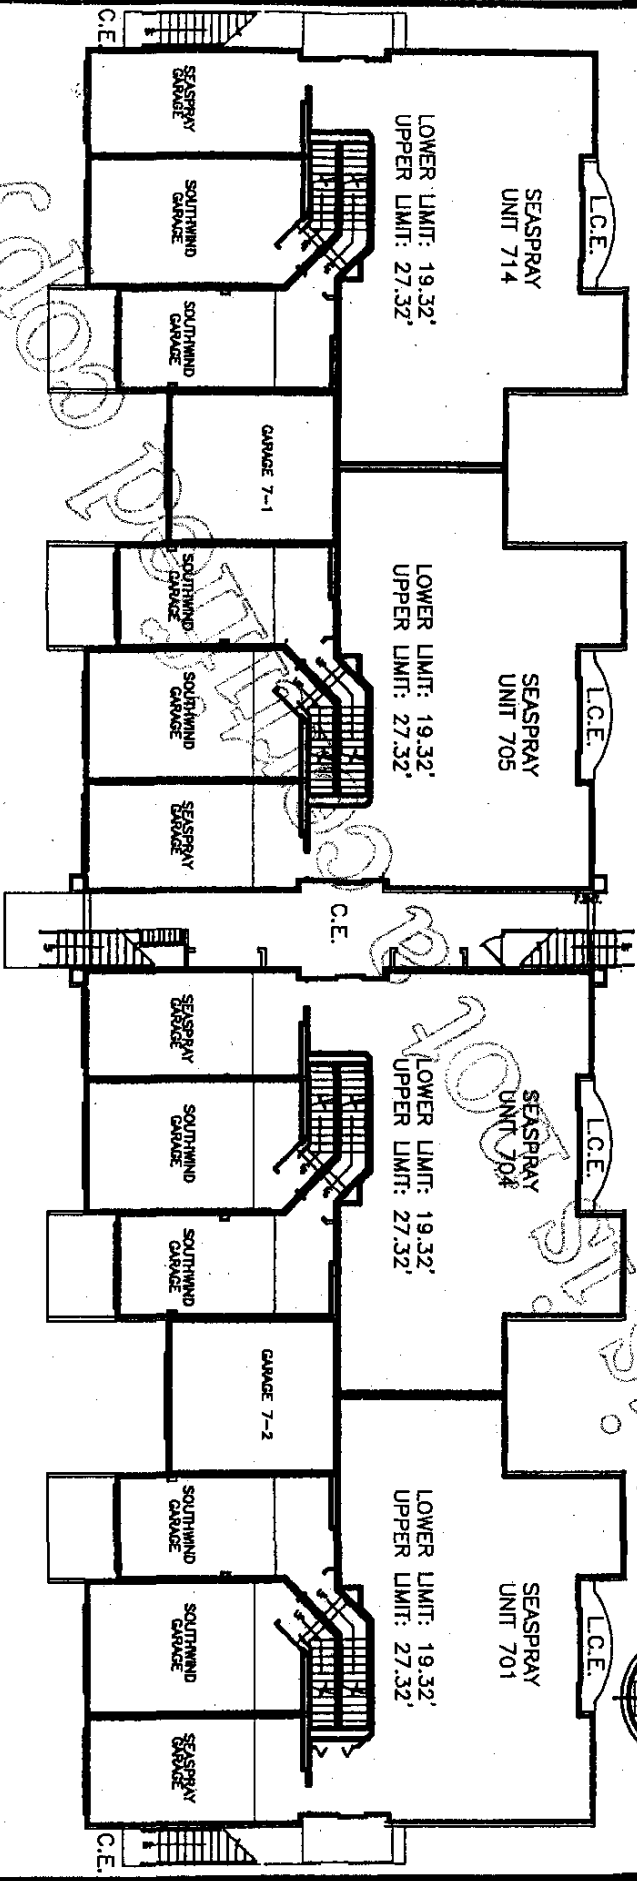 C.E.
SEASPRAY
GARAGE
SOUTHWIND
GARAGE
SOUTHWIND
GARAGE
GARAGE 7-1
SOUTHWIND
GARAGE
SOUTHWIND
GARAGE
SEASPRAY
GARAGE
LOWER LIMIT: 19.32'
UPPER LIMIT: 27.32'
SEASPRAY
UNIT 714
L.C.E.
LOWER LIMIT: 19.32'
UPPER LIMIT: 27.32'
SEASPRAY
UNIT 705
L.C.E.
C.E.
SEASPRAY
GARAGE
SOUTHWIND
GARAGE
SOUTHWIND
GARAGE
GARAGE 7-2
SOUTHWIND
GARAGE
SOUTHWIND
GARAGE
SEASPRAY
GARAGE
LOWER LIMIT: 19.32'
UPPER LIMIT: 27.32'
SEASPRAY
UNIT 704
L.C.E.
LOWER LIMIT: 19.32'
UPPER LIMIT: 27.32'
SEASPRAY
UNIT 701
L.C.E.
C.E.